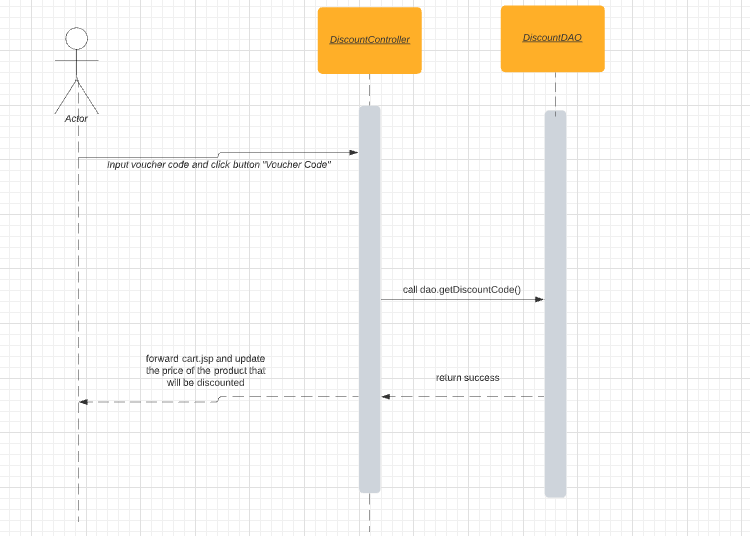 DiscountController
DiscountDAO
Actor
Input voucher code and click button "Voucher Code"
call dao.getDiscountCode()
forward cart.jsp and update
the price of the product that
will be discounted
return success